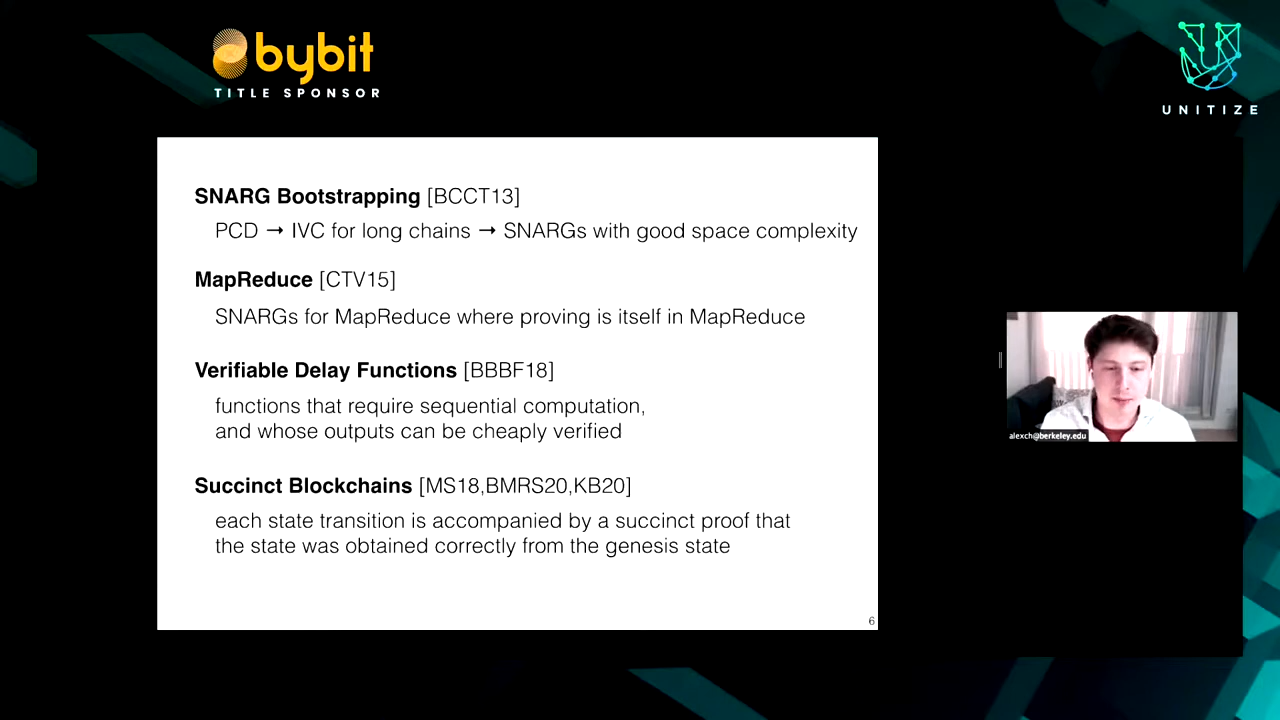 bybit
TITLE SPONSOR
UNITIZE
SNARG Bootstrapping [BCCT13]
PCD → IVC for long chains → SNARGs with good space complexity
MapReduce [CTV15]
SNARGs for MapReduce where proving is itself in MapReduce
Verifiable Delay Functions [BBBF18]
functions that require sequential computation,
and whose outputs can be cheaply verified
Succinct Blockchains [MS18,BMRS20,KB20]
each state transition is accompanied by a succinct proof that
the state was obtained correctly from the genesis state
6
alexch@berkeley.edu